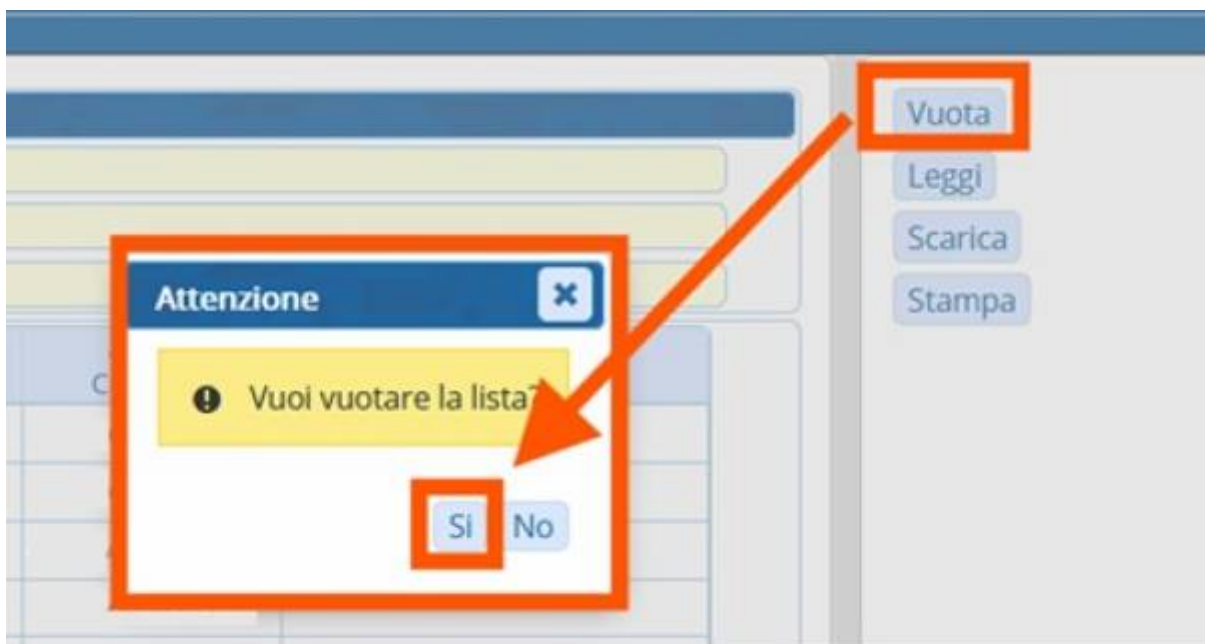 Vuota
Leggi
Scarica
Stampa
Attenzione
Vuoi vuotare la lista?
Si No